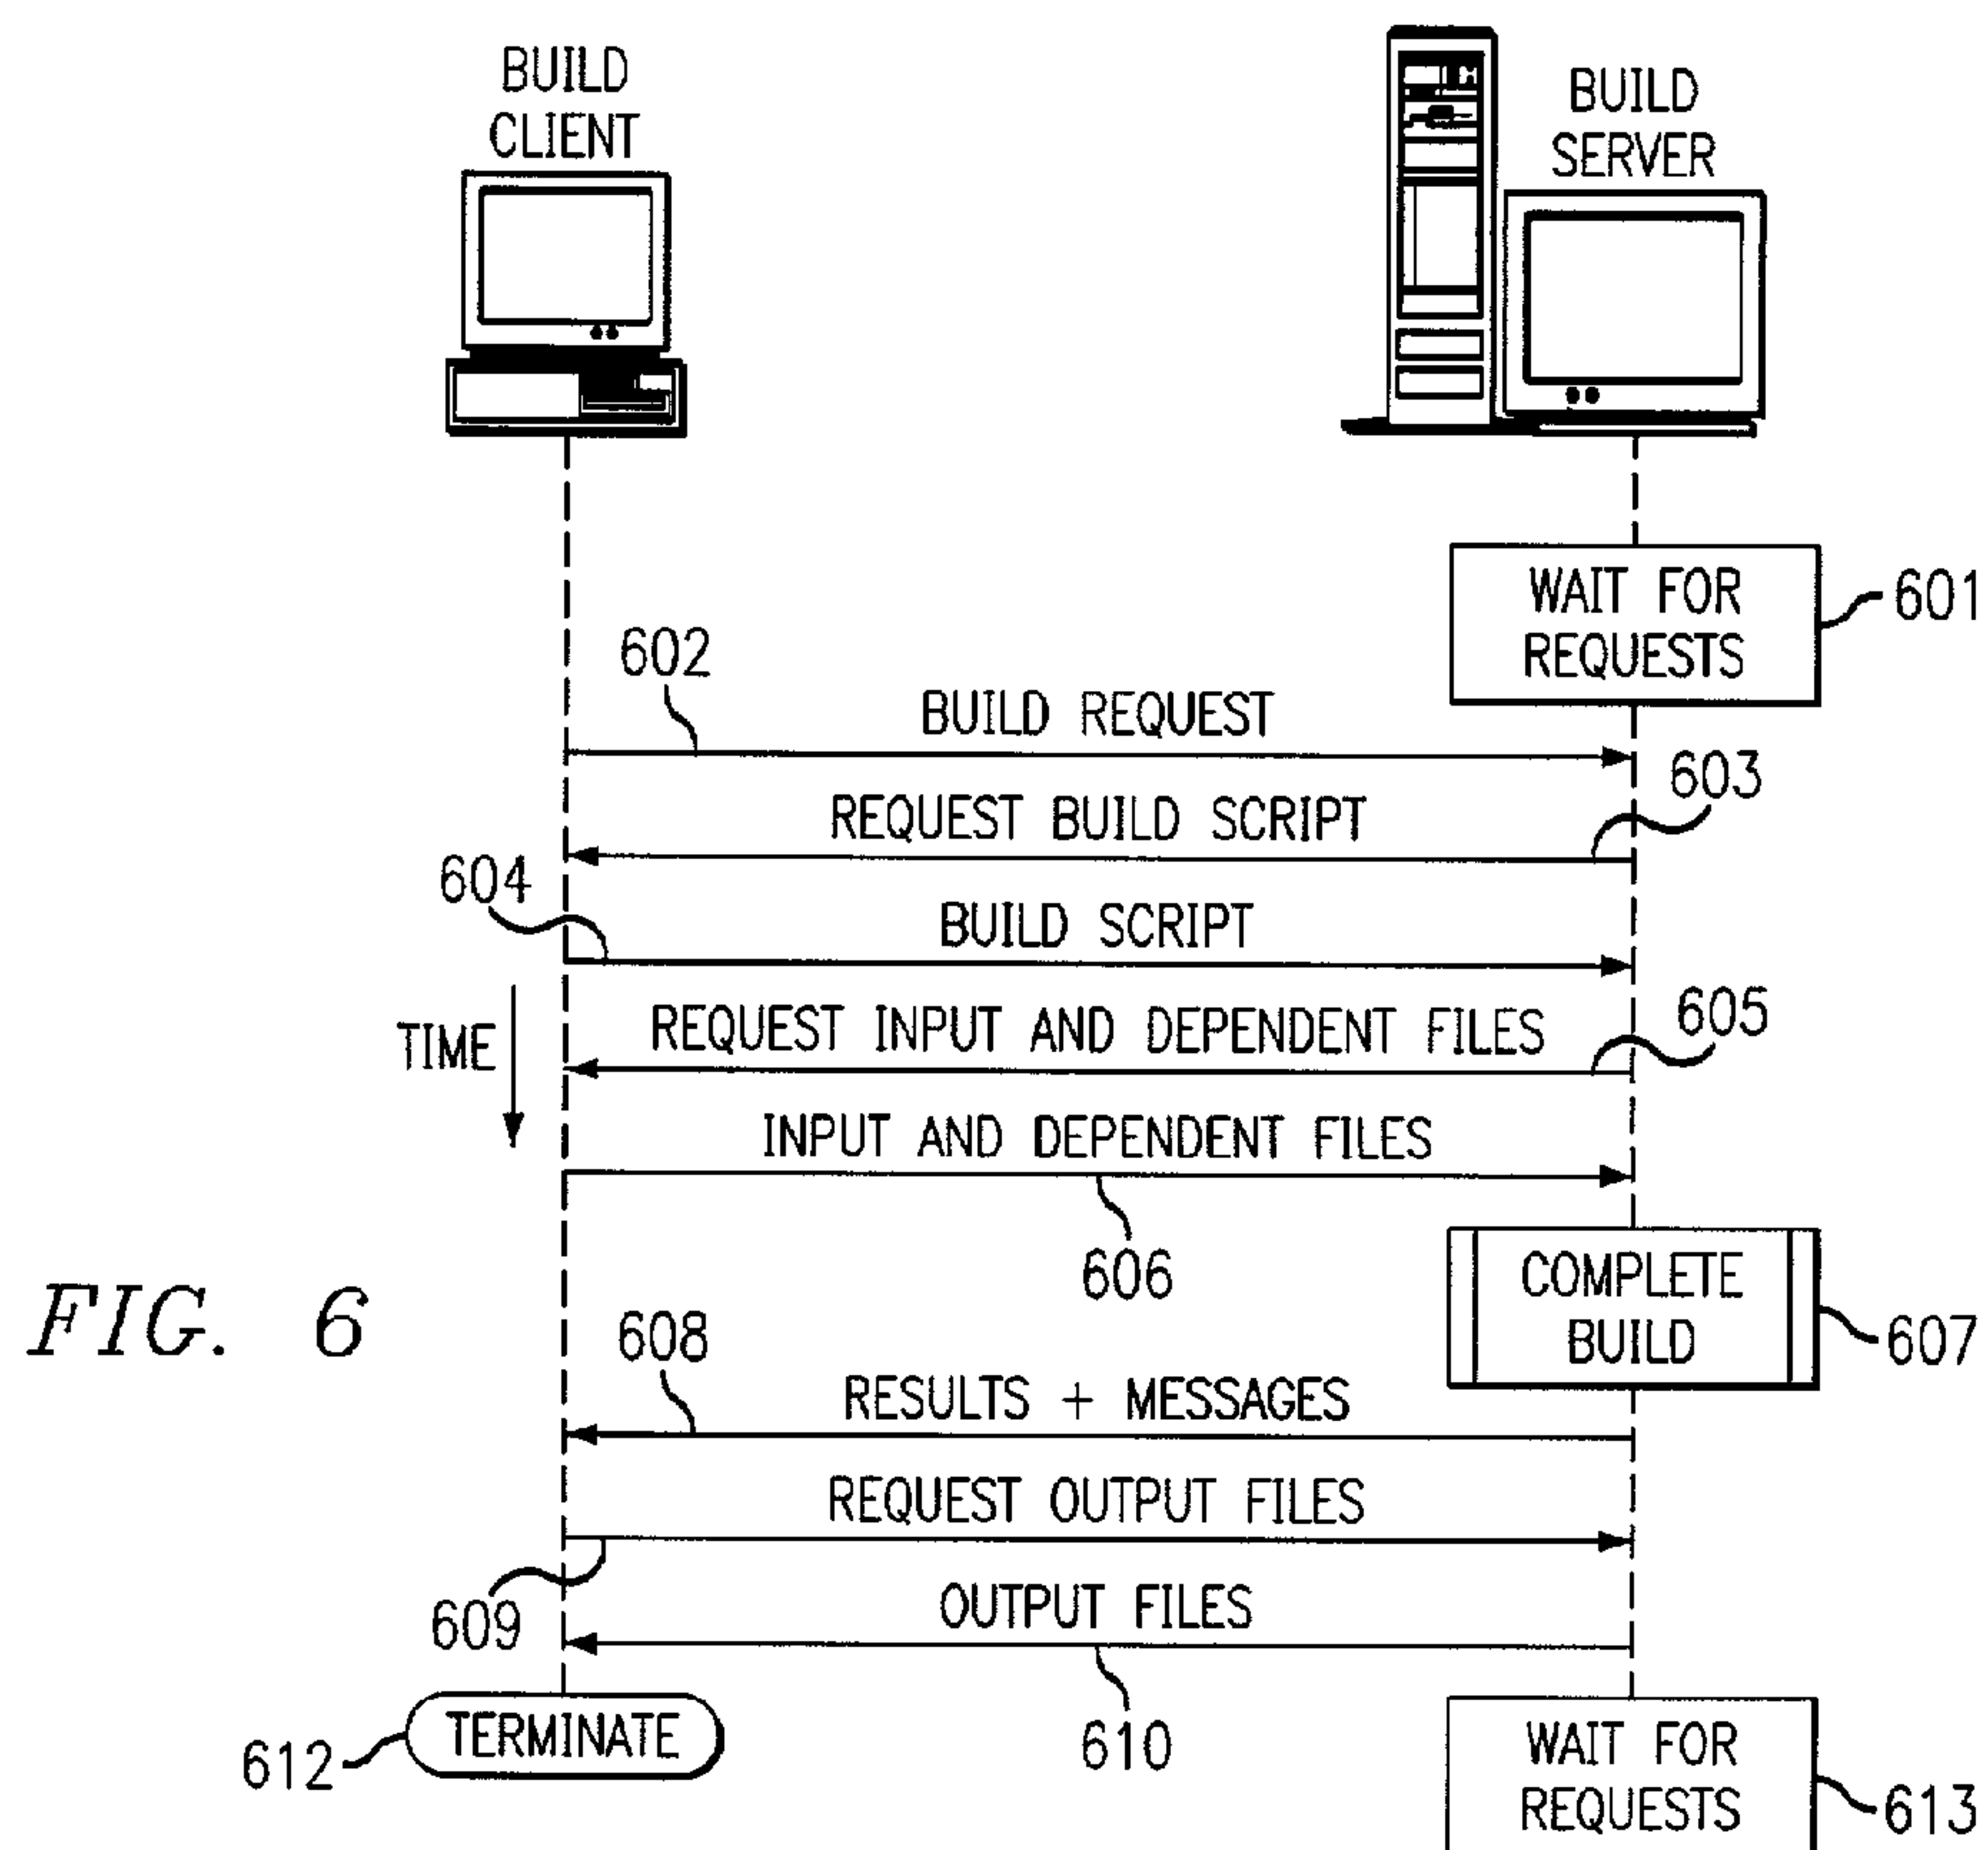 BUILD
CLIENT
BUILD
SERVER
WAIT FOR
REQUESTS
601
602
BUILD REQUEST
603
REQUEST BUILD SCRIPT
604
BUILD SCRIPT
605
TIME
REQUEST INPUT AND DEPENDENT FILES
INPUT AND DEPENDENT FILES
606
COMPLETE
BUILD
607
FIG. 6
608
RESULTS + MESSAGES
REQUEST OUTPUT FILES
609
OUTPUT FILES
610
612
TERMINATE
WAIT FOR
REQUESTS
613